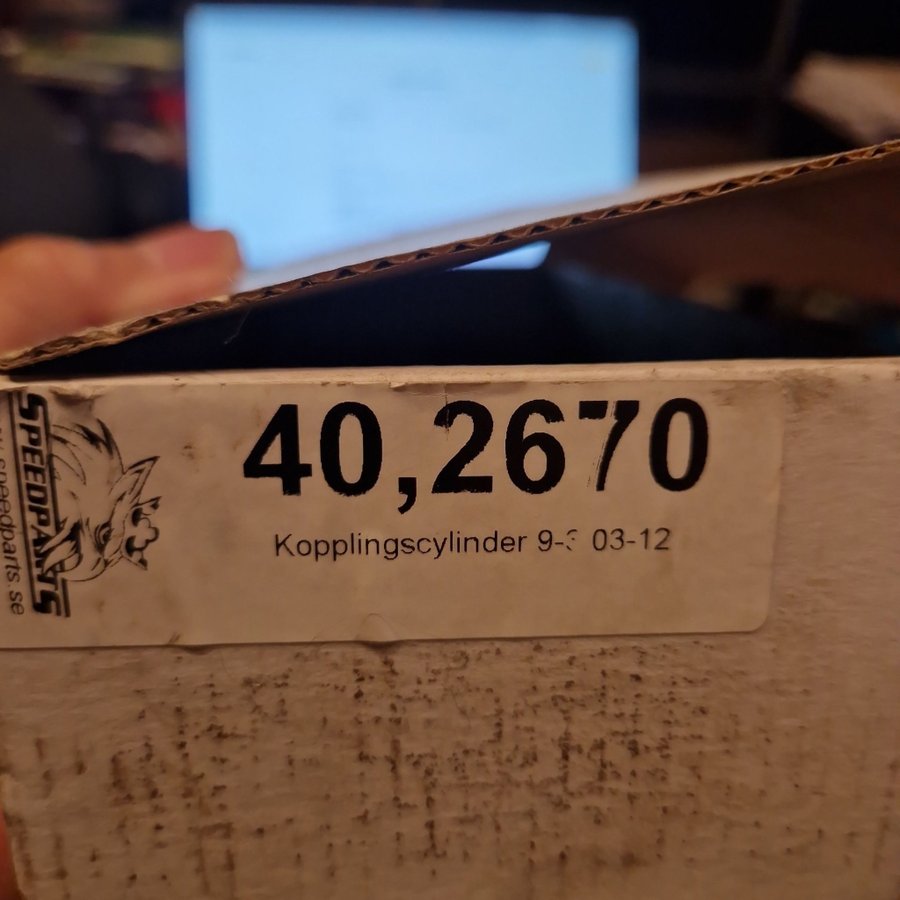 40,2670
Kopplingscylinder 9-3 03-12
SPEEDPARTS
speedparts.se